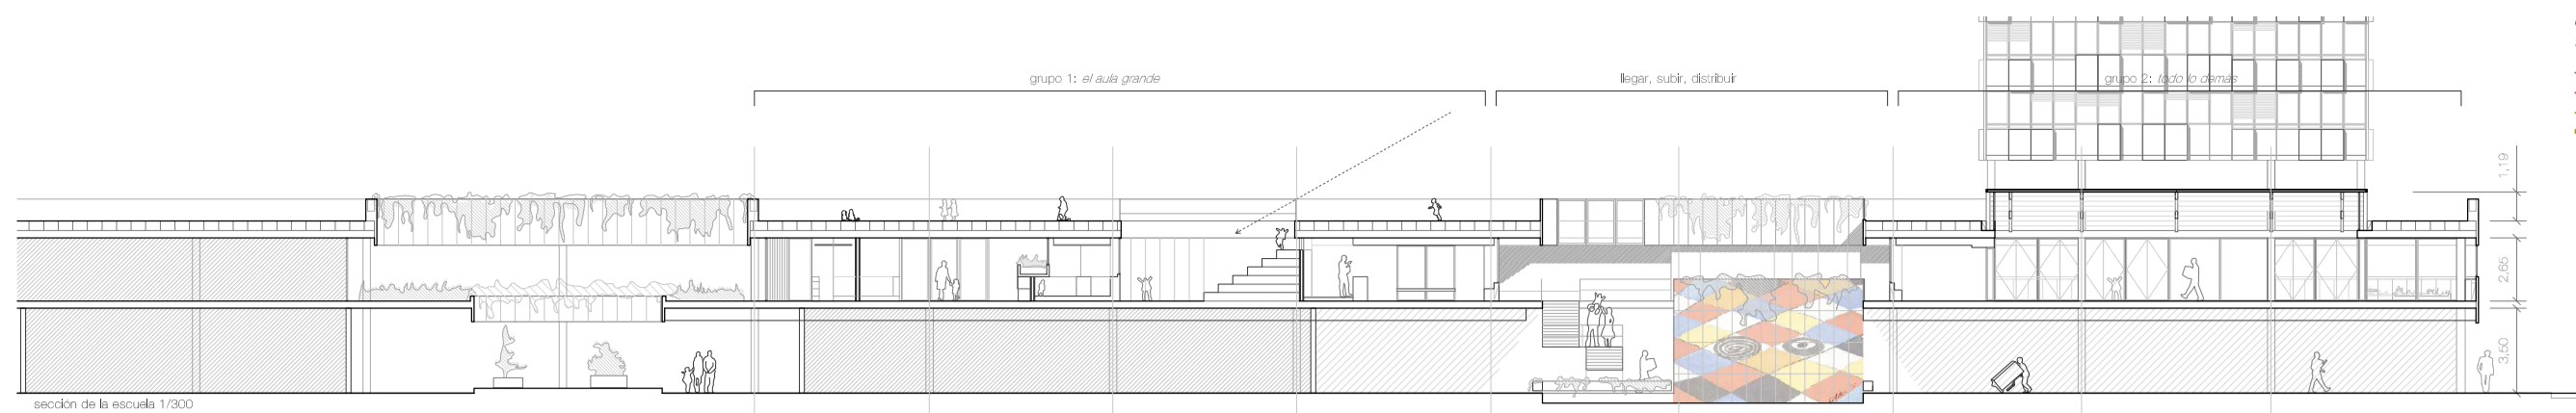 grupo 1: el aula grande
llegar, subir, distribuir
grupo 2: todo lo demás
1,19
2,65
3,50
sección de la escuela 1/300